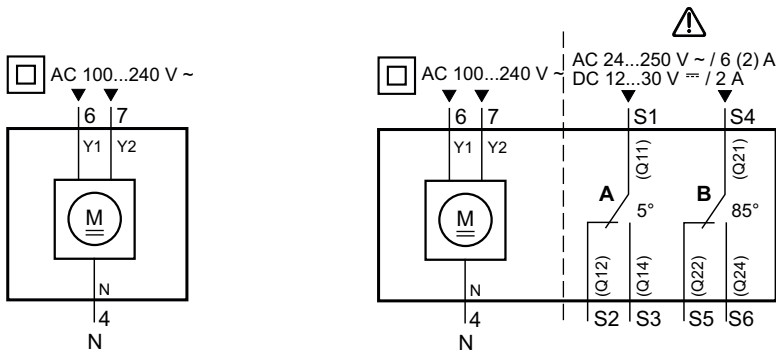 AC 100...240 V ~
6 7
Y1 Y2
M
N
4
N
AC 100...240 V ~
6 7
Y1 Y2
M
N
4
N
AC 24...250 V ~ / 6 (2) A
DC 12...30 V ⎓ / 2 A
S1 S4
(Q11) (Q21)
A 5° B 85°
(Q12) (Q14) (Q22) (Q24)
S2 S3 S5 S6